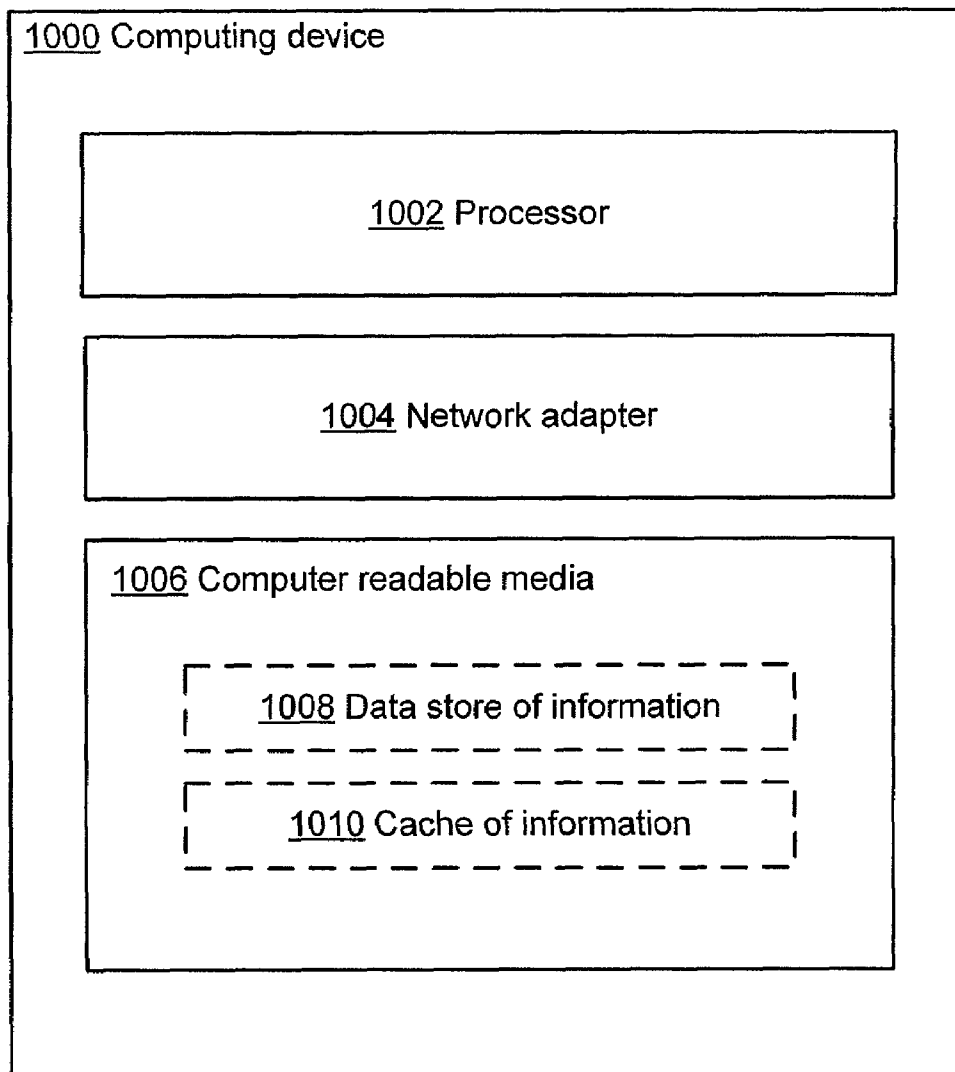 1000 Computing device
1002 Processor
1004 Network adapter
1006 Computer readable media
1008 Data store of information
1010 Cache of information